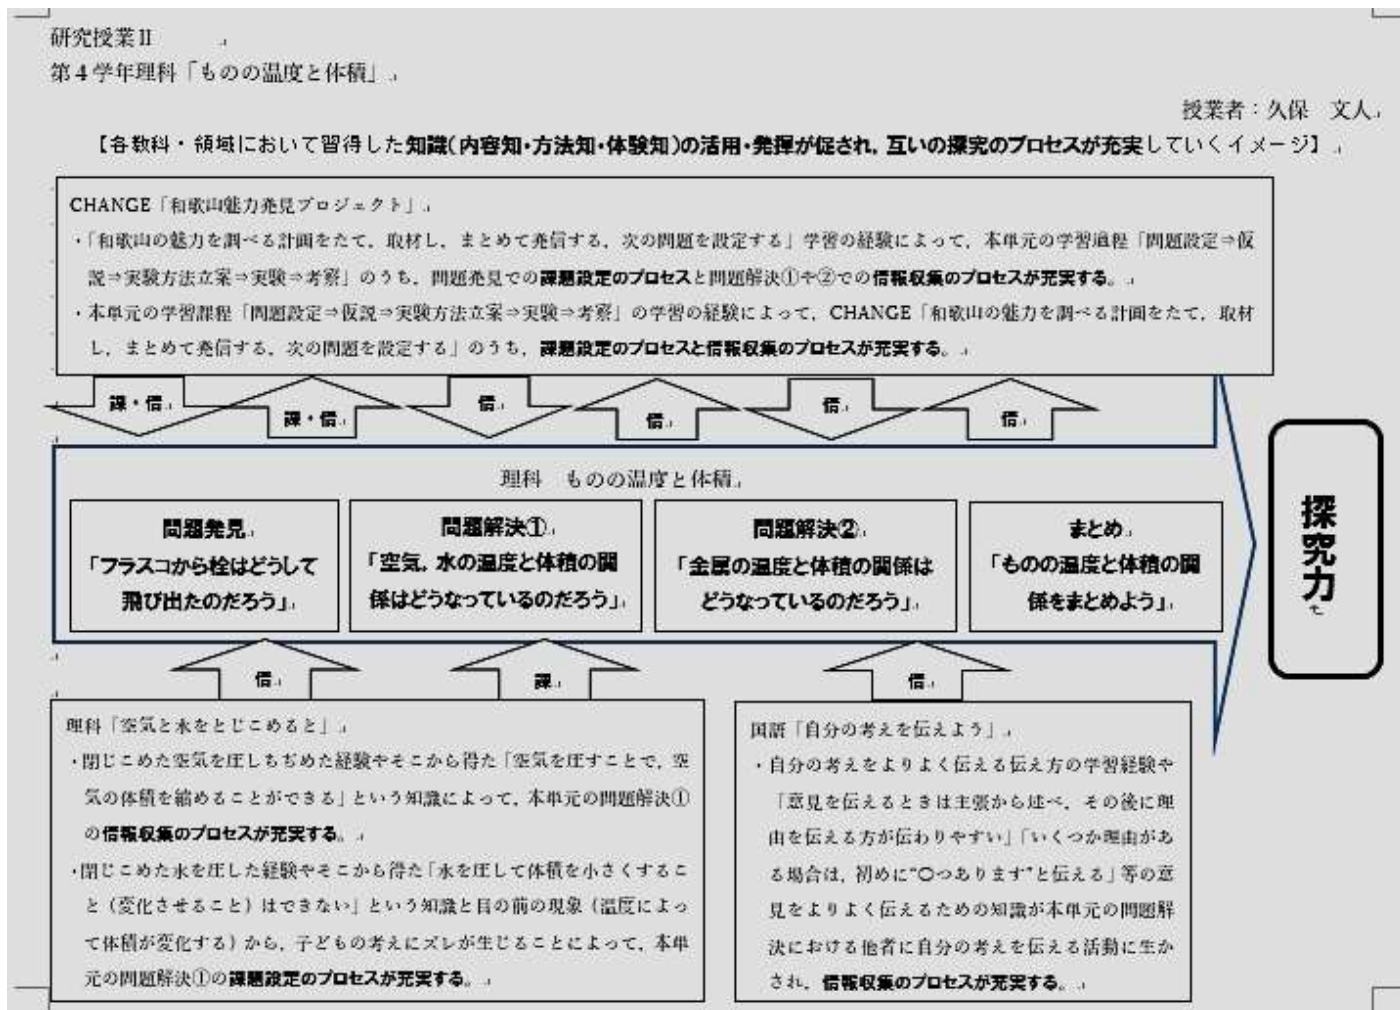 研究授業Ⅱ
第4学年理科「ものの温度と体積」
授業者：久保　文人
【各教科・領域において習得した知識（内容知・方法知・体験知）の活用・発揮が促され，互いの探究のプロセスが充実していくイメージ】
CHANGE「和歌山魅力発見プロジェクト」
・「和歌山の魅力を調べる計画をたて，取材し，まとめて発信する，次の問題を設定する」学習の経験によって，本単元の学習過程「問題設定⇒仮
説⇒実験方法立案⇒実験⇒考察」のうち，問題発見での課題設定のプロセスと問題解決①や②での情報収集のプロセスが充実する。
・本単元の学習課程「問題設定⇒仮説⇒実験方法立案⇒実験⇒考察」の学習の経験によって，CHANGE「和歌山の魅力を調べる計画をたて，取材
し，まとめて発信する，次の問題を設定する」のうち，課題設定のプロセスと情報収集のプロセスが充実する。
課・情
課・情
情
情
情
情
理科　ものの温度と体積
問題発見
「フラスコから栓はどうして
飛び出たのだろう」
問題解決①
「空気，水の温度と体積の関
係はどうなっているのだろう」
問題解決②
「金属の温度と体積の関係は
どうなっているのだろう」
まとめ
「ものの温度と体積の関
係をまとめよう」
探究力
情
課
情
理科「空気と水をとじこめると」
・閉じこめた空気を圧しちぢめた経験やそこから得た「空気を圧すことで，空
気の体積を縮めることができる」という知識によって，本単元の問題解決①
の情報収集のプロセスが充実する。
・閉じこめた水を圧した経験やそこから得た「水を圧して体積を小さくするこ
と（変化させること）はできない」という知識と目の前の現象（温度によっ
て体積が変化する）から，子どもの考えにズレが生じることによって，本単
元の問題解決①の課題設定のプロセスが充実する。
国語「自分の考えを伝えよう」
・自分の考えをよりよく伝える伝え方の学習経験や
「意見を伝えるときは主張から述べ，その後に理
由を伝える方が伝わりやすい」「いくつか理由があ
る場合は，初めに“〇つあります”と伝える」等の意
見をよりよく伝えるための知識が本単元の問題解
決における他者に自分の考えを伝える活動に生か
され，情報収集のプロセスが充実する。